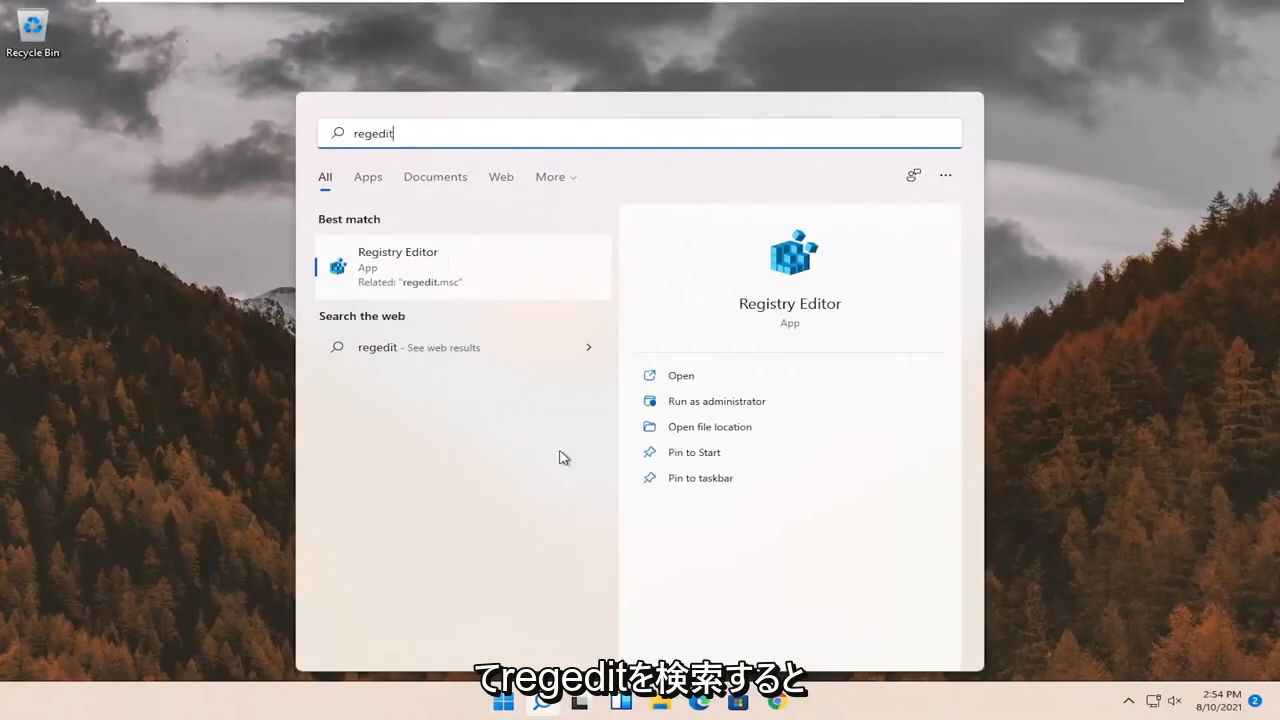 Recycle Bin
regedit
All Apps Documents Web More
Best match
Registry Editor
App
Related: "regedit.msc"
Search the web
regedit - See web results
Registry Editor
App
Open
Run as administrator
Open file location
Pin to Start
Pin to taskbar
てregeditを検索すると
2:54 PM
8/10/2021
2